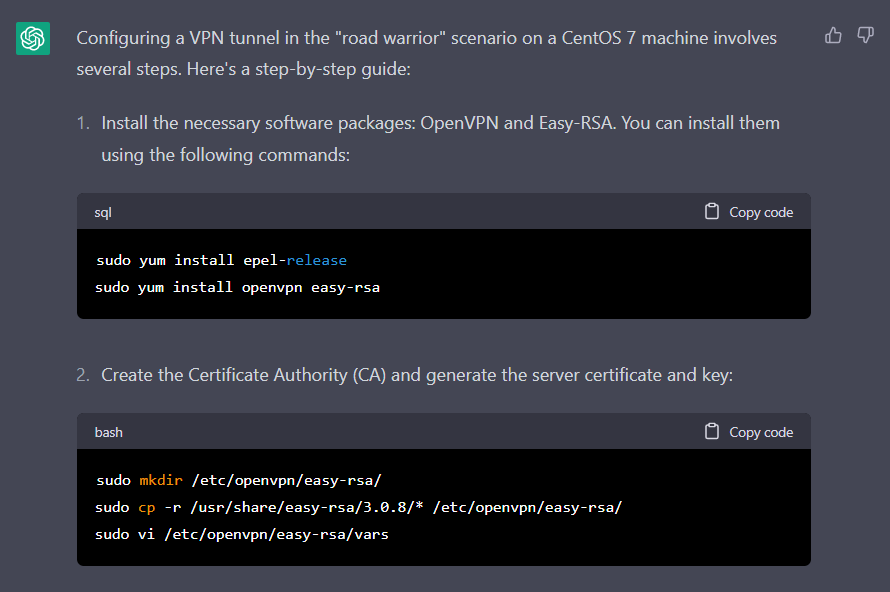 Configuring a VPN tunnel in the "road warrior" scenario on a CentOS 7 machine involves
several steps. Here's a step-by-step guide:
1. Install the necessary software packages: OpenVPN and Easy-RSA. You can install them
using the following commands:
sql Copy code
sudo yum install epel-release
sudo yum install openvpn easy-rsa
2. Create the Certificate Authority (CA) and generate the server certificate and key:
bash Copy code
sudo mkdir /etc/openvpn/easy-rsa/
sudo cp -r /usr/share/easy-rsa/3.0.8/* /etc/openvpn/easy-rsa/
sudo vi /etc/openvpn/easy-rsa/vars